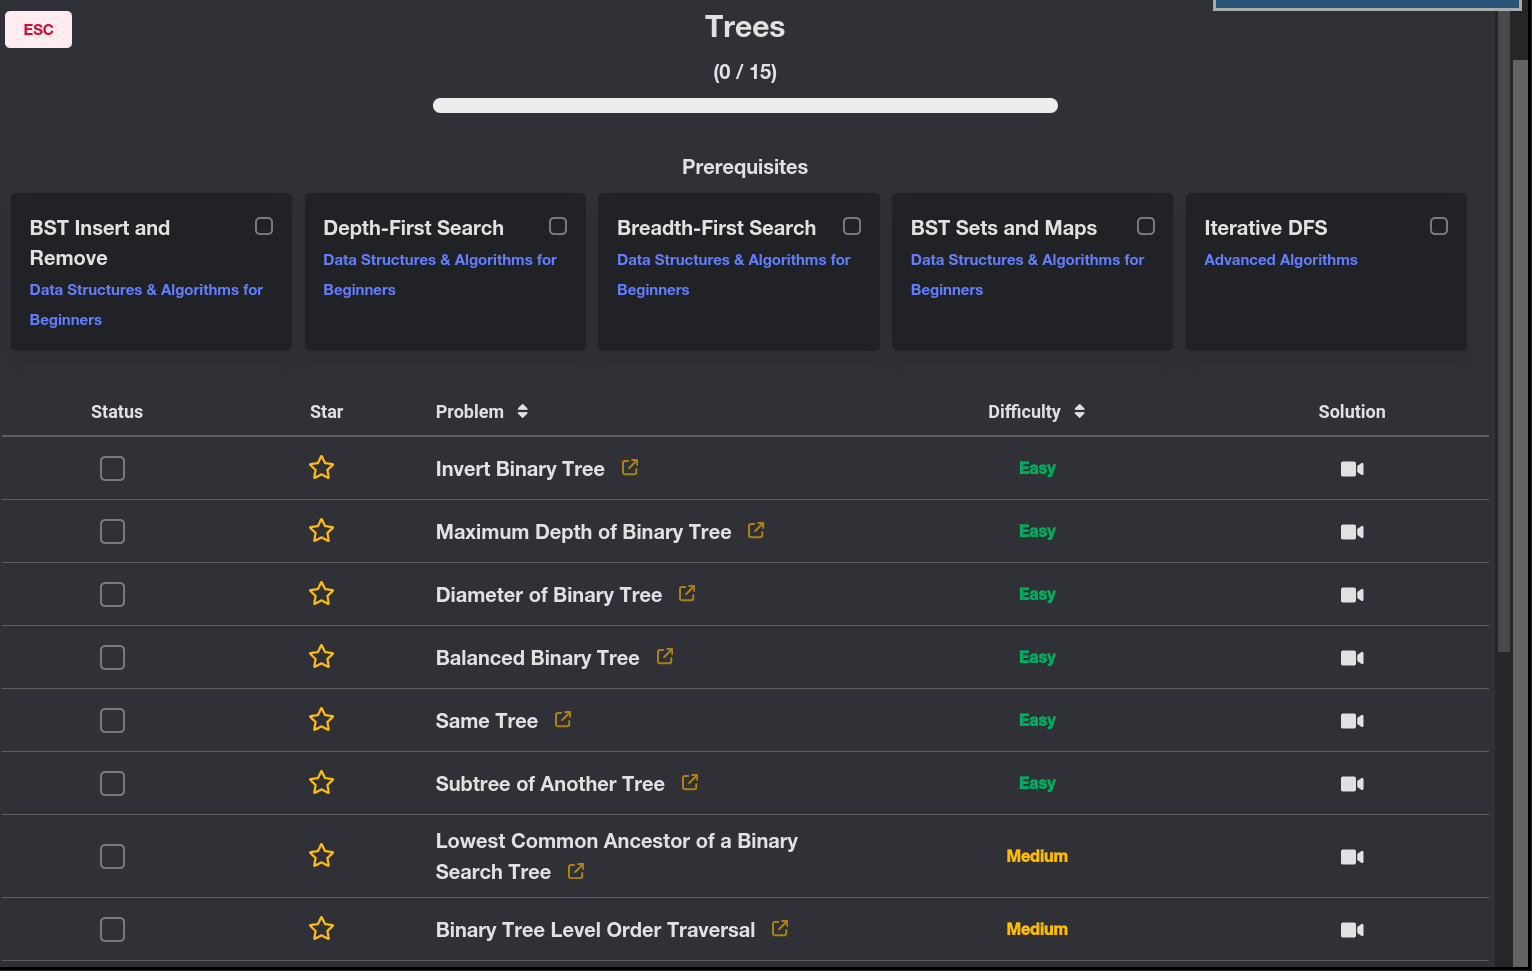 ESC
Trees
(0 / 15)
Prerequisites
BST Insert and
Remove
Data Structures & Algorithms for
Beginners
Depth-First Search
Data Structures & Algorithms for
Beginners
Breadth-First Search
Data Structures & Algorithms for
Beginners
BST Sets and Maps
Data Structures & Algorithms for
Beginners
Iterative DFS
Advanced Algorithms
Status Star Problem Difficulty Solution
Invert Binary Tree Easy
Maximum Depth of Binary Tree Easy
Diameter of Binary Tree Easy
Balanced Binary Tree Easy
Same Tree Easy
Subtree of Another Tree Easy
Lowest Common Ancestor of a Binary
Search Tree Medium
Binary Tree Level Order Traversal Medium